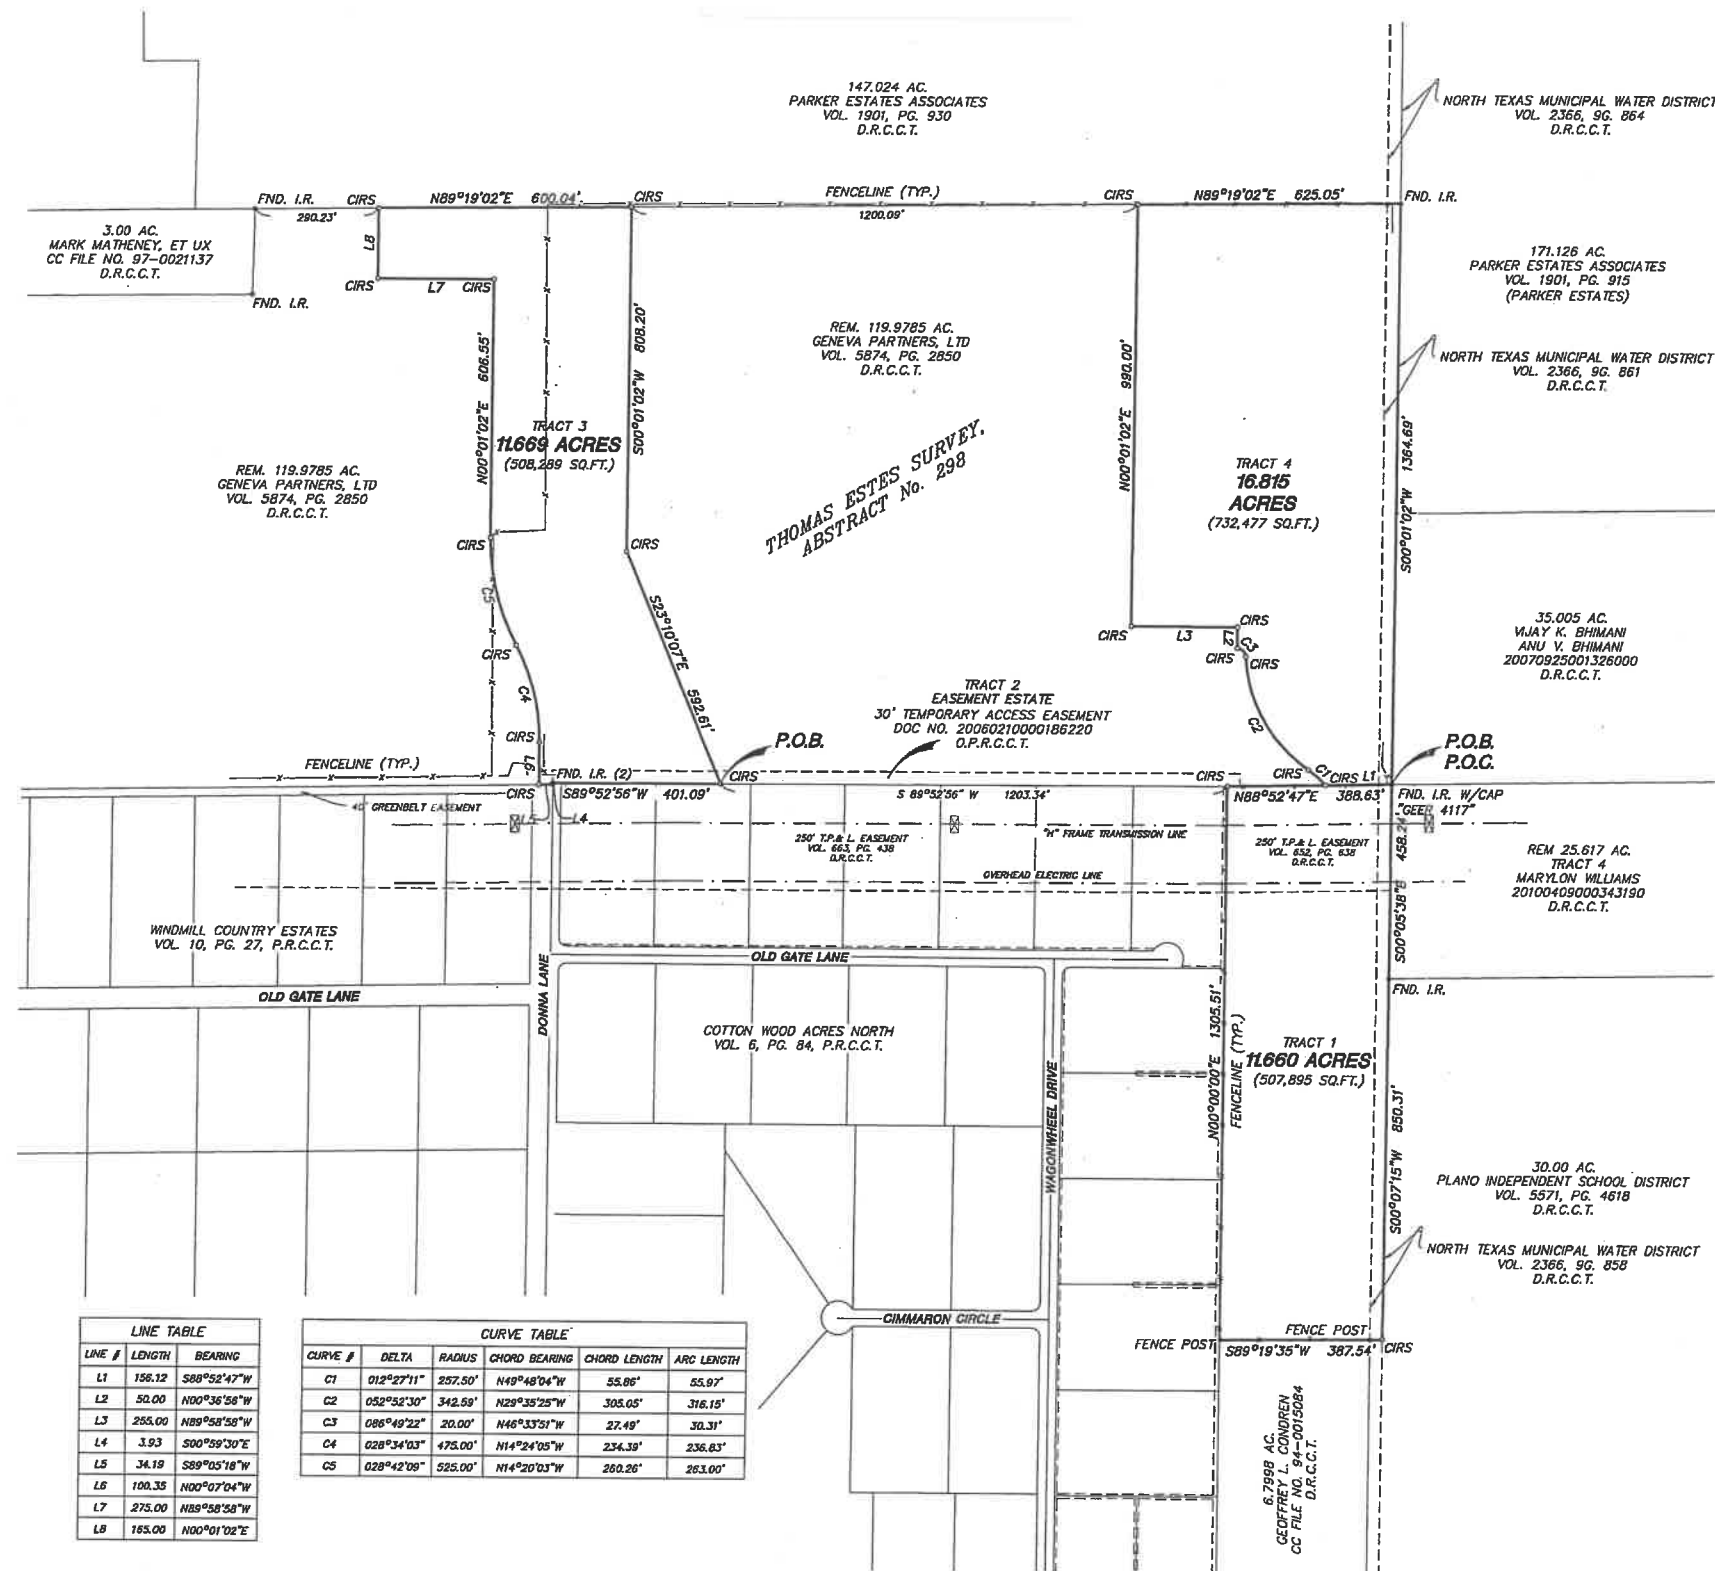 147.024 AC.
PARKER ESTATES ASSOCIATES
VOL. 1901, PG. 930
D.R.C.C.T.
NORTH TEXAS MUNICIPAL WATER DISTRICT
VOL. 2366, 9G. 864
D.R.C.C.T.
FND. I.R.
CIRS
N89°19'02"E 600.04'
CIRS
FENCELINE (TYP.)
CIRS
N89°19'02"E 625.05'
FND. I.R.
280.23'
1200.09'
3.00 AC.
MARK MATHENEY, ET UX
CC FILE NO. 97-0021137
D.R.C.C.T.
L8
CIRS
L7
CIRS
FND. I.R.
171.126 AC.
PARKER ESTATES ASSOCIATES
VOL. 1901, PG. 915
(PARKER ESTATES)
NORTH TEXAS MUNICIPAL WATER DISTRICT
VOL. 2366, 9G. 861
D.R.C.C.T.
REM. 119.9785 AC.
GENEVA PARTNERS, LTD
VOL. 5874, PG. 2850
D.R.C.C.T.
N00°01'02"E 606.55'
S00°01'02"W 808.20'
N00°01'02"E 990.00'
S00°01'02"W 1364.69'
TRACT 3
11.669 ACRES
(508,289 SQ.FT.)
REM. 119.9785 AC.
GENEVA PARTNERS, LTD
VOL. 5874, PG. 2850
D.R.C.C.T.
THOMAS ESTES SURVEY,
ABSTRACT No. 298
TRACT 4
16.815
ACRES
(732,477 SQ.FT.)
CIRS
CIRS
C5
CIRS
C4
CIRS
L6
S23°10'07"E 592.61'
CIRS
L3
CIRS
L2
C3
CIRS
CIRS
C2
C1
CIRS
L1
35.005 AC.
VIJAY K. BHIMANI
ANU V. BHIMANI
20070925001326000
D.R.C.C.T.
TRACT 2
EASEMENT ESTATE
30' TEMPORARY ACCESS EASEMENT
DOC NO. 20060210000186220
O.P.R.C.C.T.
P.O.B.
P.O.B.
P.O.C.
FENCELINE (TYP.)
FND. I.R. (2)
CIRS
CIRS
CIRS
S89°52'56"W 401.09'
S 89°52'56" W 1203.34'
N88°52'47"E 388.63'
FND. I.R. W/CAP
"GEER 4117"
40' GREENBELT EASEMENT
L5
L4
250' T.P.& L. EASEMENT
VOL. 663, PG. 438
D.R.C.C.T.
"H" FRAME TRANSMISSION LINE
250' T.P.& L. EASEMENT
VOL. 652, PG. 638
D.R.C.C.T.
OVERHEAD ELECTRIC LINE
S00°05'38"E 458.24'
REM 25.617 AC.
TRACT 4
MARYLON WILLIAMS
20100409000343190
D.R.C.C.T.
WINDMILL COUNTRY ESTATES
VOL. 10, PG. 27, P.R.C.C.T.
OLD GATE LANE
OLD GATE LANE
DONNA LANE
FND. I.R.
COTTON WOOD ACRES NORTH
VOL. 6, PG. 84, P.R.C.C.T.
WAGONWHEEL DRIVE
N00°00'00"E 1305.51'
FENCELINE (TYP.)
TRACT 1
11.660 ACRES
(507,895 SQ.FT.)
S00°07'15"W 850.31'
30.00 AC.
PLANO INDEPENDENT SCHOOL DISTRICT
VOL. 5571, PG. 4618
D.R.C.C.T.
NORTH TEXAS MUNICIPAL WATER DISTRICT
VOL. 2366, 9G. 858
D.R.C.C.T.
CIMMARON CIRCLE
FENCE POST
FENCE POST
S89°19'35"W 387.54'
CIRS
6.7998 AC.
GEOFFREY L. CONDREN
CC FILE NO. 94-0015084
D.R.C.C.T.
LINE TABLE
LINE # LENGTH BEARING
L1 156.12 S88°52'47"W
L2 50.00 N00°36'56"W
L3 255.00 N89°58'58"W
L4 3.93 S00°59'30"E
L5 34.19 S89°05'18"W
L6 100.35 N00°07'04"W
L7 275.00 N89°58'58"W
L8 165.00 N00°01'02"E
CURVE TABLE
CURVE # DELTA RADIUS CHORD BEARING CHORD LENGTH ARC LENGTH
C1 012°27'11" 257.50' N49°48'04"W 55.86' 55.97'
C2 052°52'30" 342.59' N29°35'25"W 305.05' 316.15'
C3 086°49'22" 20.00' N46°33'51"W 27.49' 30.31'
C4 028°34'03" 475.00' N14°24'05"W 234.39' 236.83'
C5 028°42'09" 525.00' N14°20'03"W 260.26' 263.00'